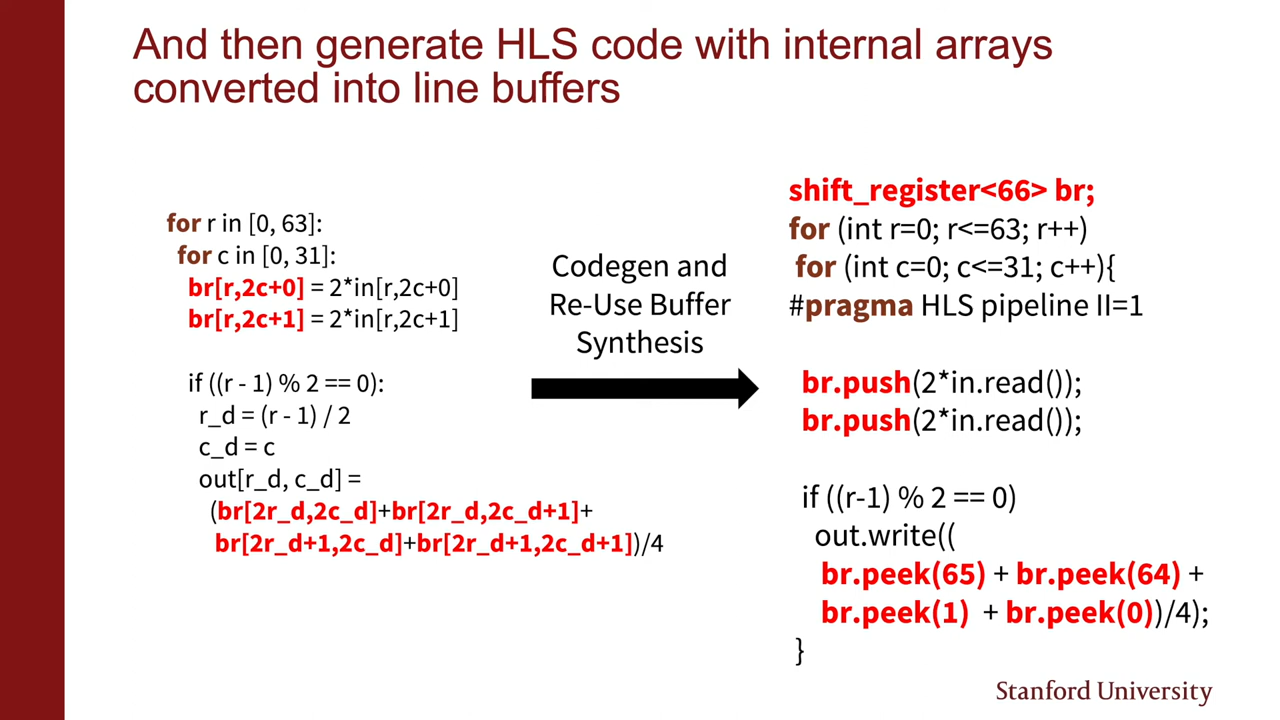 And then generate HLS code with internal arrays
converted into line buffers
for r in [0, 63]:
for c in [0, 31]:
br[r,2c+0] = 2*in[r,2c+0]
br[r,2c+1] = 2*in[r,2c+1]
if ((r - 1) % 2 == 0):
r_d = (r - 1) / 2
c_d = c
out[r_d, c_d] =
(br[2r_d,2c_d]+br[2r_d,2c_d+1]+
br[2r_d+1,2c_d]+br[2r_d+1,2c_d+1])/4
Codegen and
Re-Use Buffer
Synthesis
shift_register<66> br;
for (int r=0; r<=63; r++)
for (int c=0; c<=31; c++){
#pragma HLS pipeline II=1
br.push(2*in.read());
br.push(2*in.read());
if ((r-1) % 2 == 0)
out.write((
br.peek(65) + br.peek(64) +
br.peek(1) + br.peek(0))/4);
}
Stanford University